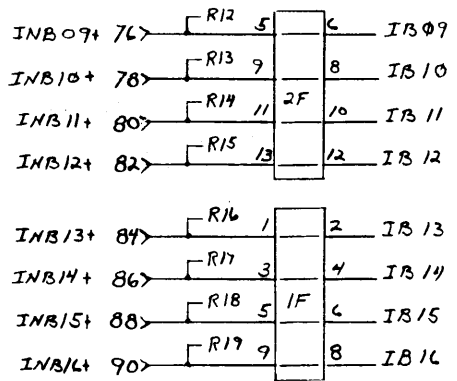 INB09+ 76 R12 5 6 IB09
INB10+ 78 R13 9 8 IB10
INB11+ 80 R14 11 2F 10 IB11
INB12+ 82 R15 13 12 IB12
INB13+ 84 R16 1 2 IB13
INB14+ 86 R17 3 4 IB14
INB15+ 88 R18 5 1F 6 IB15
INB16+ 90 R19 9 8 IB16